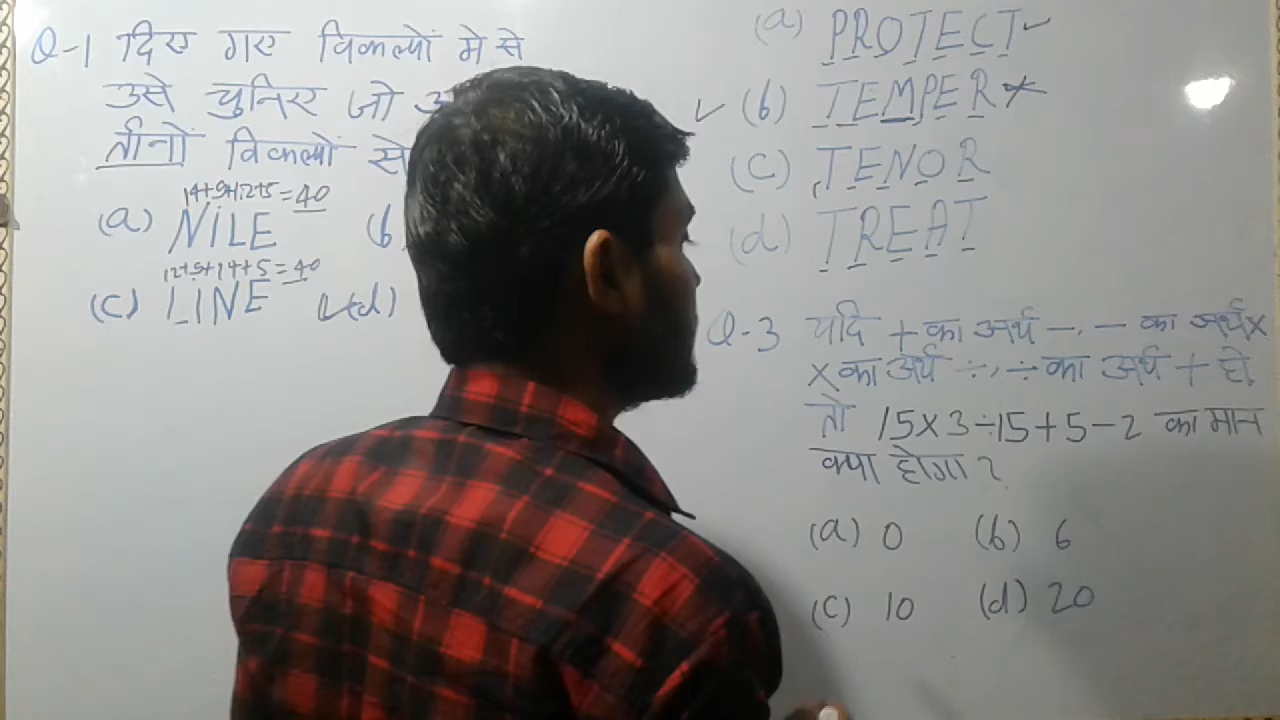 Q-1 दिए गए विकल्पों मे से
उसे चुनिए जो
तीनों विकल्पों से
14+9+12+5=40
(a) NiLE (b)
12+9+14+5=40
(c) LINE (d)
(a) PROTECT
(b) TEMPER
(c) TENOR
(d) TREAT
Q-3 यदि + का अर्थ -, - का अर्थ ×
× का अर्थ ÷, ÷ का अर्थ + हो
तो 15×3÷15+5-2 का मान
क्या होगा ?
(a) 0 (b) 6
(c) 10 (d) 20